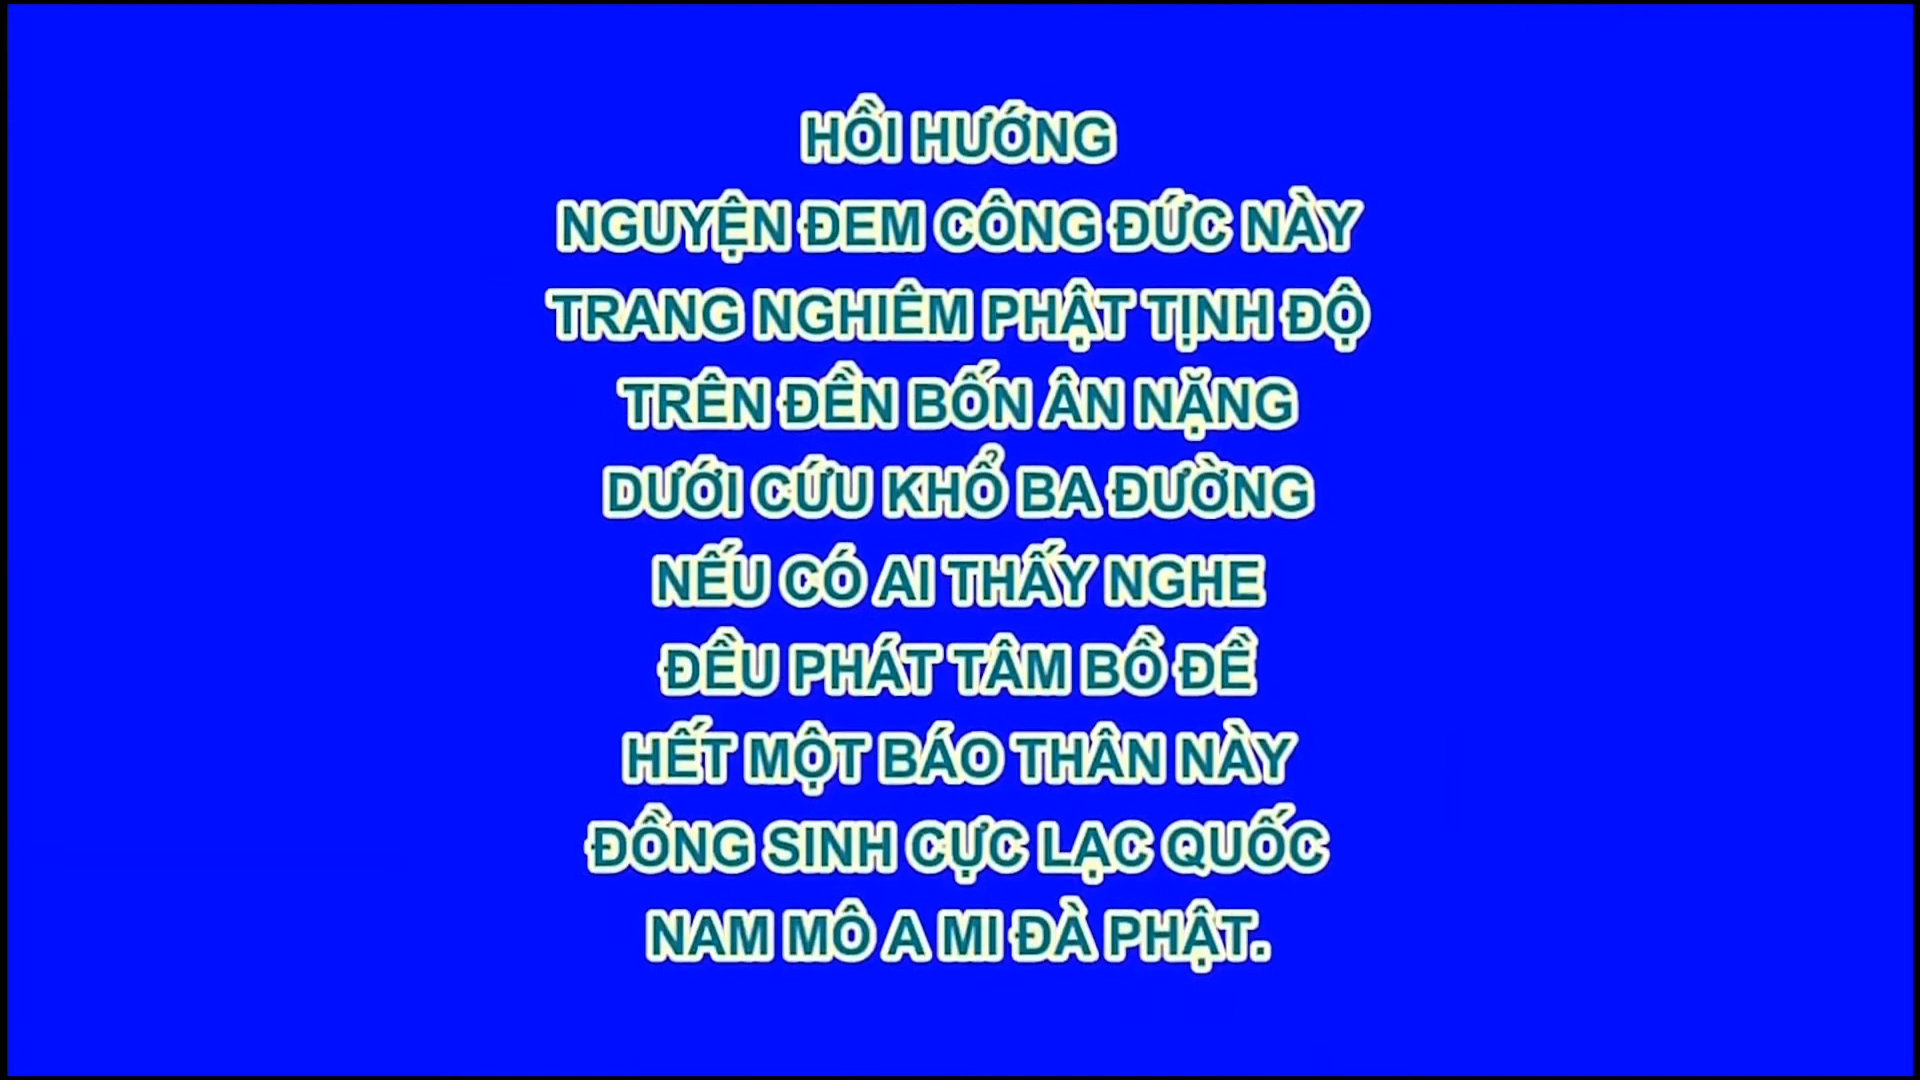 HỒI HƯỚNG
NGUYỆN ĐEM CÔNG ĐỨC NÀY
TRANG NGHIÊM PHẬT TỊNH ĐỘ
TRÊN ĐỀN BỐN ÂN NẶNG
DƯỚI CỨU KHỔ BA ĐƯỜNG
NẾU CÓ AI THẤY NGHE
ĐỀU PHÁT TÂM BỒ ĐỀ
HẾT MỘT BÁO THÂN NÀY
ĐỒNG SINH CỰC LẠC QUỐC
NAM MÔ A MI ĐÀ PHẬT.